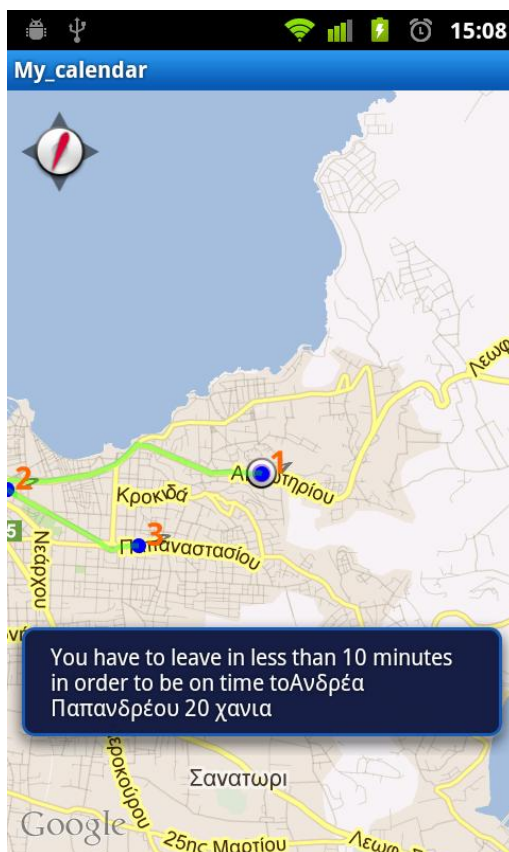 15:08
My_calendar
Λεωφ
1
2
Κροκιδά
3
Παπαναστασίου
5
Νεάρχου
You have to leave in less than 10 minutes
in order to be on time toΑνδρέα
Παπανδρέου 20 χανια
Σανατωρι
Google
25ης Μαρτίου
Λεωφ